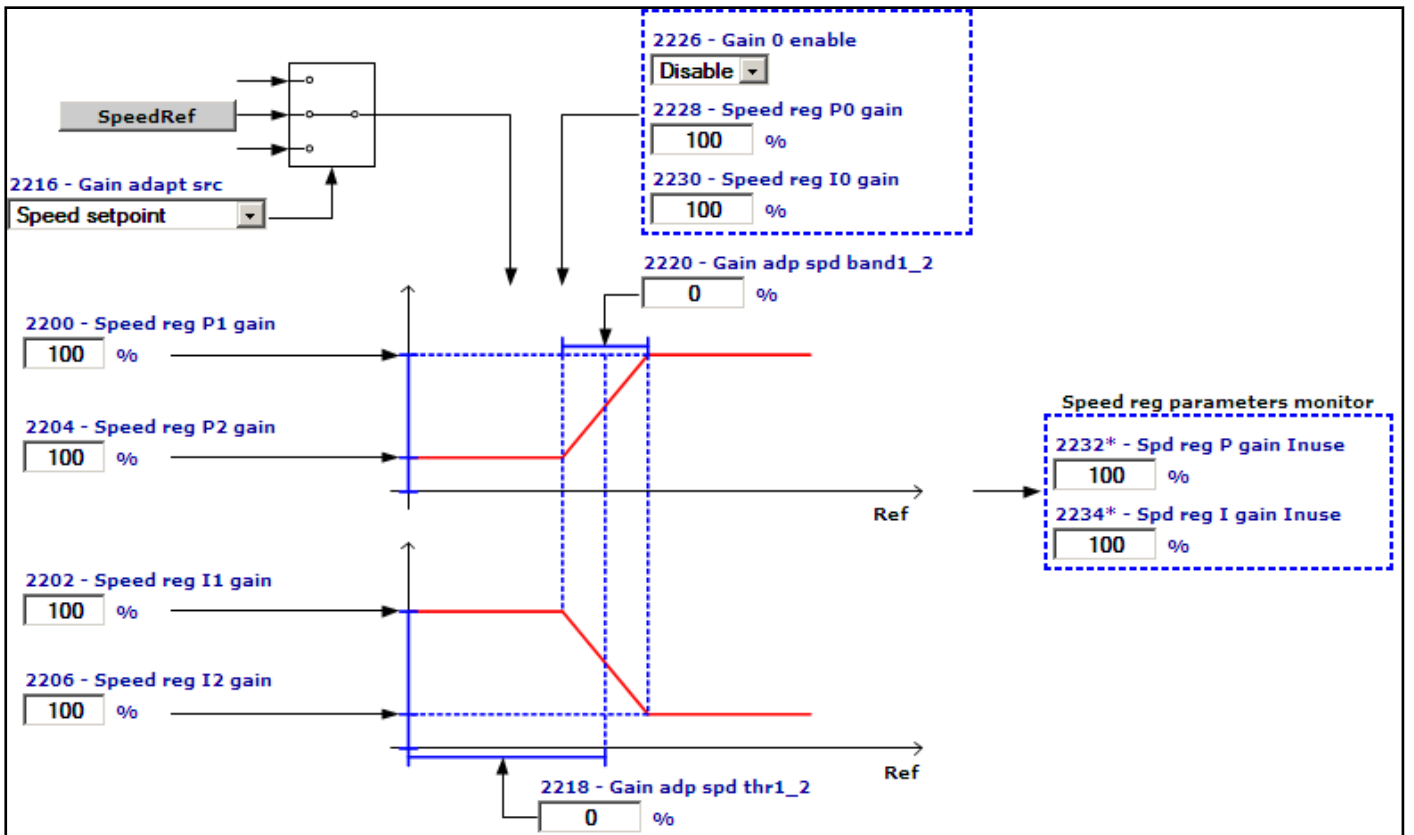 2226 - Gain 0 enable
Disable
SpeedRef
2228 - Speed reg P0 gain
100 %
2216 - Gain adapt src
Speed setpoint
2230 - Speed reg I0 gain
100 %
2220 - Gain adp spd band1_2
0 %
2200 - Speed reg P1 gain
100 %
2204 - Speed reg P2 gain
100 %
Ref
Speed reg parameters monitor
2232* - Spd reg P gain Inuse
100 %
2234* - Spd reg I gain Inuse
100 %
2202 - Speed reg I1 gain
100 %
2206 - Speed reg I2 gain
100 %
Ref
2218 - Gain adp spd thr1_2
0 %